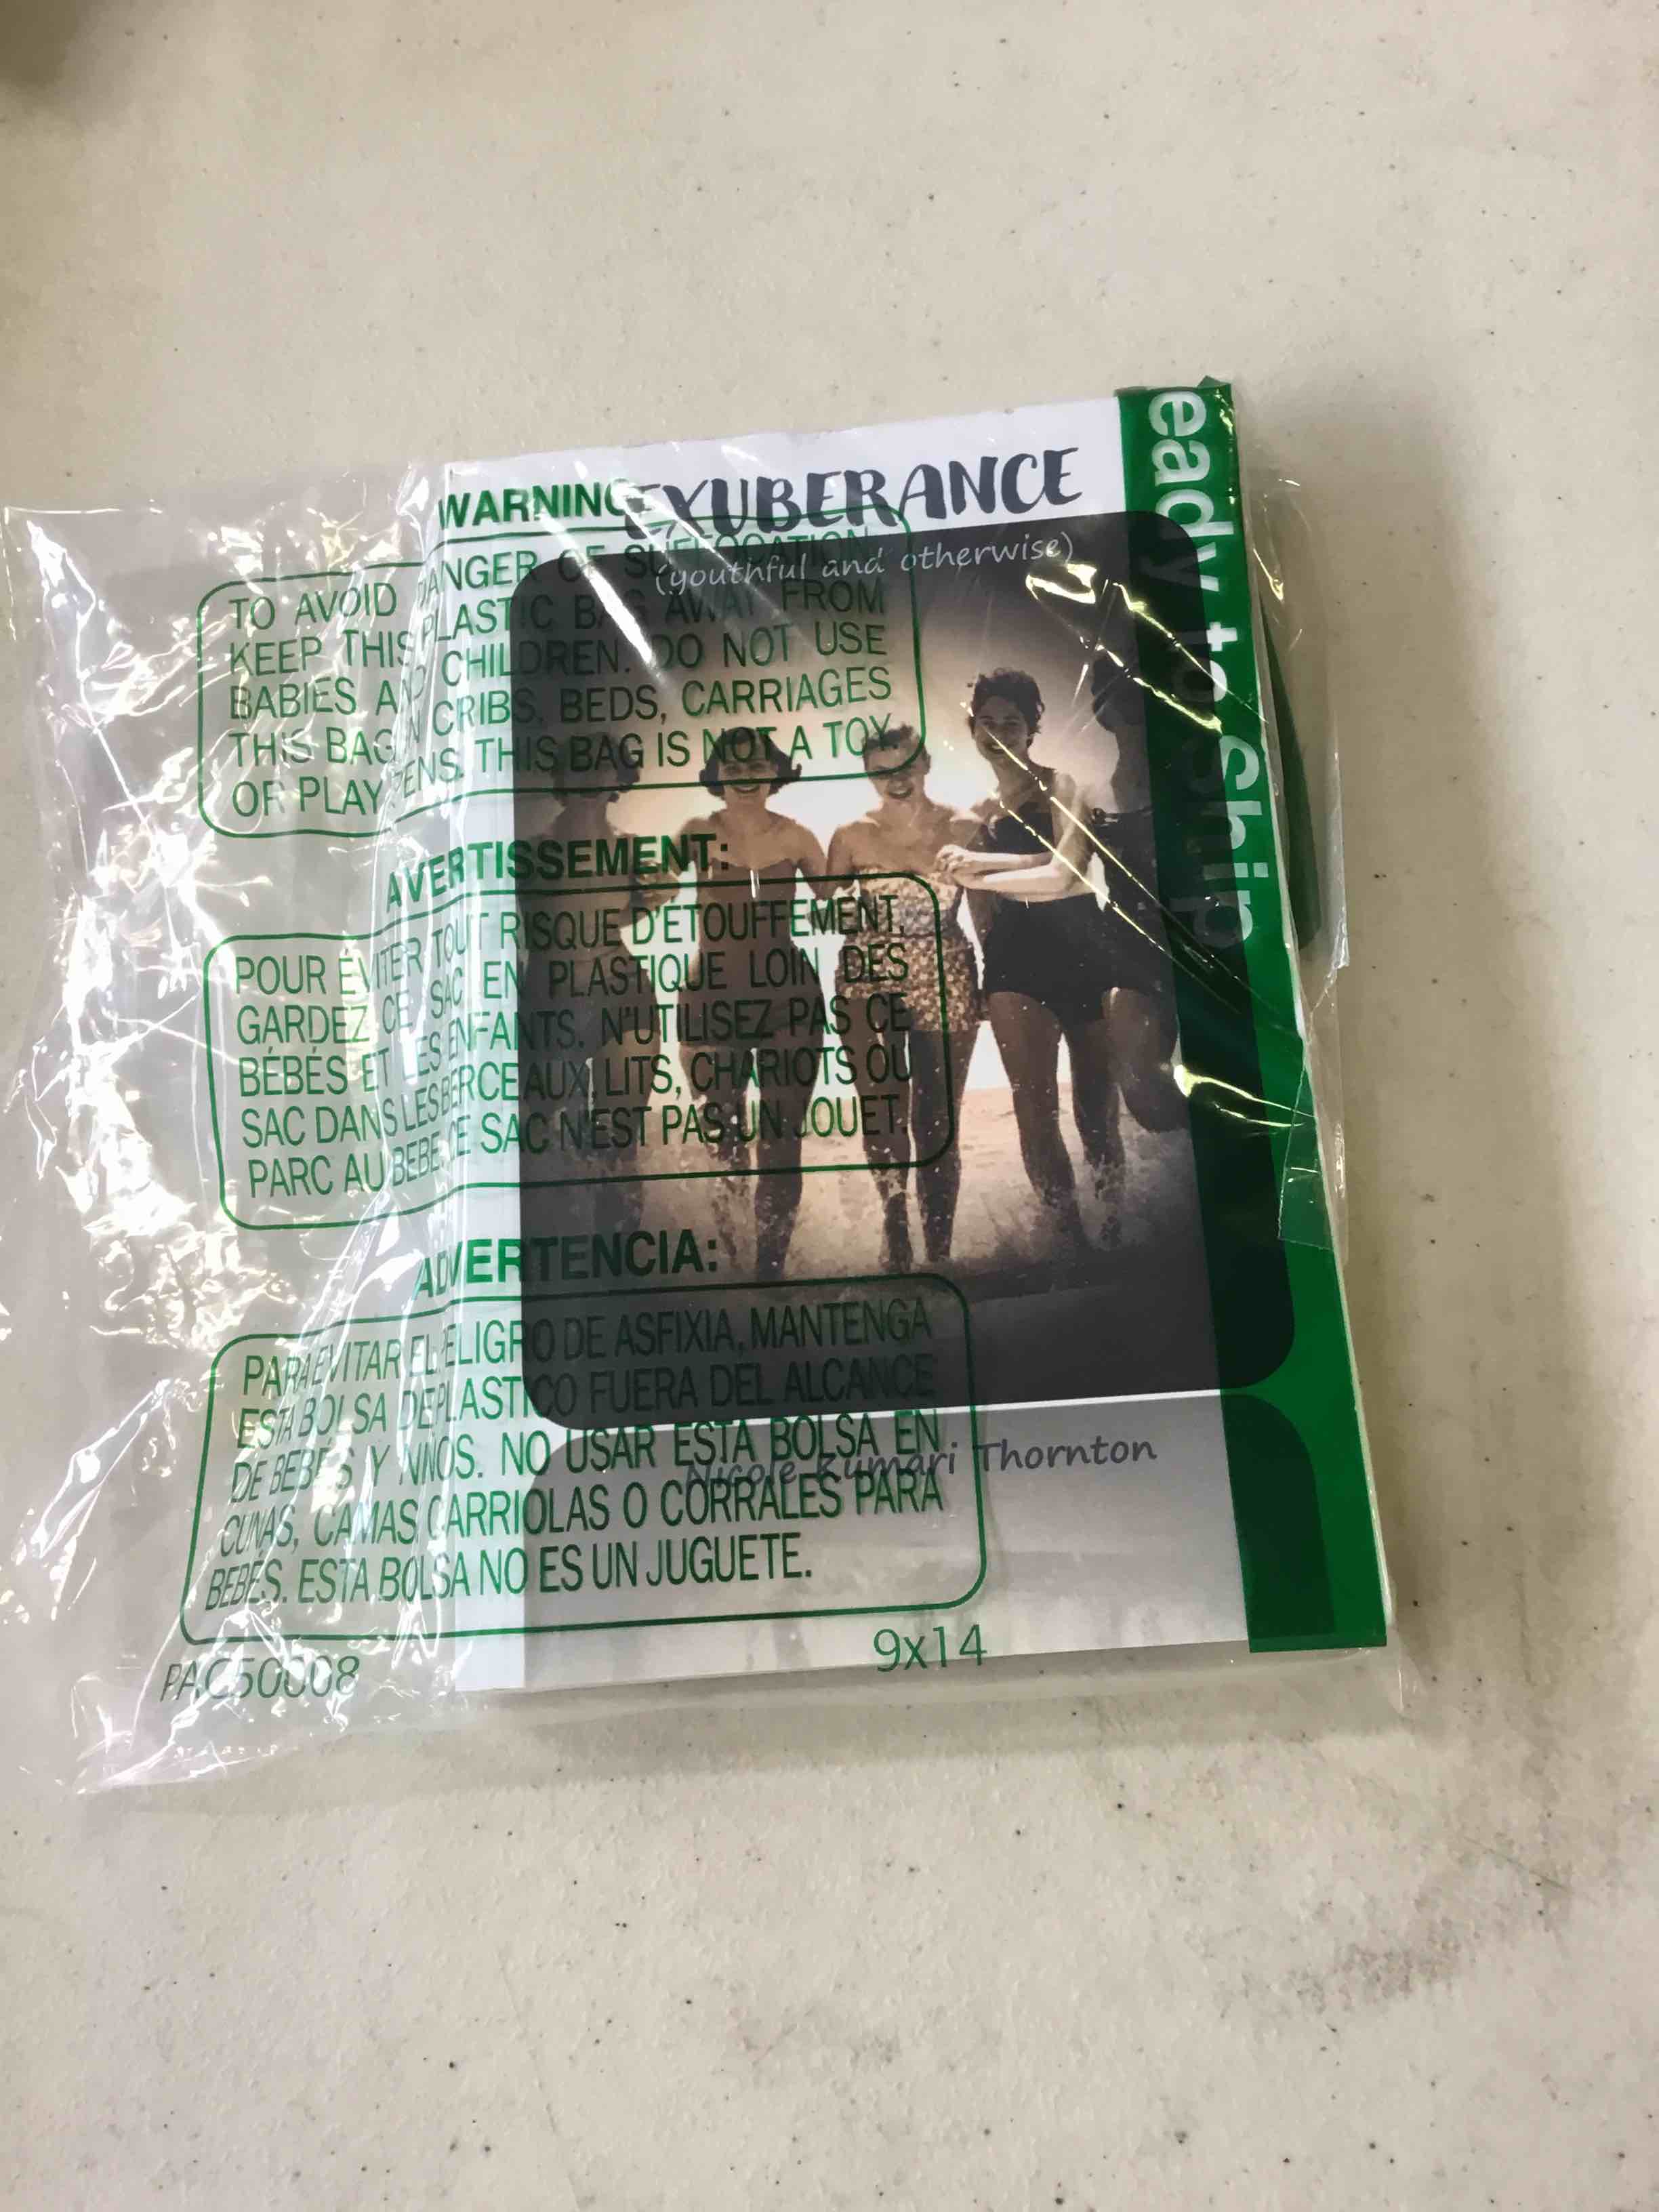 EXUBERANCE
(youthful and otherwise)
WARNING
TO AVOID DANGER OF SUFFOCATION
KEEP THIS PLASTIC BAG AWAY FROM
BABIES AND CHILDREN. DO NOT USE
THIS BAG IN CRIBS, BEDS, CARRIAGES
OR PLAY PENS. THIS BAG IS NOT A TOY.
AVERTISSEMENT:
POUR ÉVITER TOUT RISQUE D'ETOUFFEMENT,
GARDEZ CE SAC EN PLASTIQUE LOIN DES
BÉBÉS ET LES ENFANTS. N'UTILISEZ PAS CE
SAC DANS LES BERCEAUX, LITS, CHARIOTS OU
PARC AU BEBE CE SAC N'EST PAS UN JOUET.
ADVERTENCIA:
PARA EVITAR EL PELIGRO DE ASFIXIA, MANTENGA
ESTA BOLSA DE PLASTICO FUERA DEL ALCANCE
DE BEBES Y NINOS. NO USAR ESTA BOLSA EN
CUNAS, CAMAS CARRIOLAS O CORRALES PARA
BEBES. ESTA BOLSA NO ES UN JUGUETE.
Nicole Kumari Thornton
9x14
PAC50008
eady to Ship